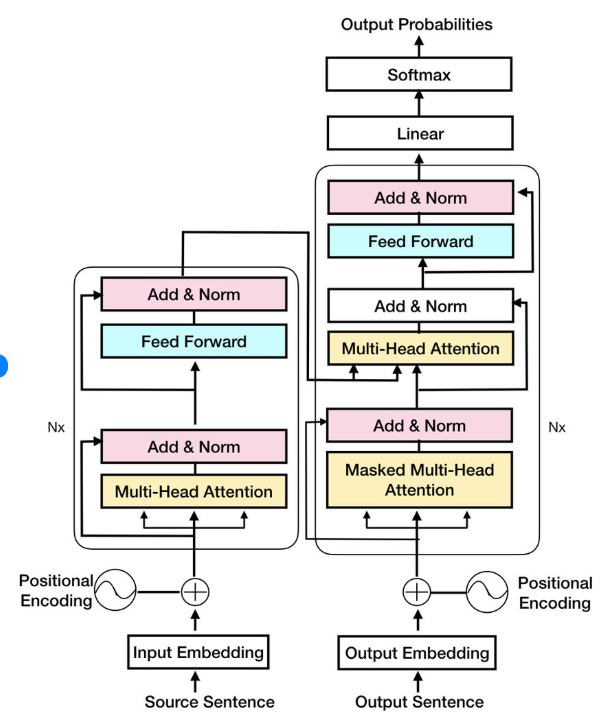 Output Probabilities
Softmax
Linear
Add & Norm
Feed Forward
Add & Norm
Multi-Head Attention
Add & Norm
Masked Multi-Head
Attention
Nx
Positional
Encoding
Output Embedding
Output Sentence
Add & Norm
Feed Forward
Nx
Add & Norm
Multi-Head Attention
Positional
Encoding
Input Embedding
Source Sentence